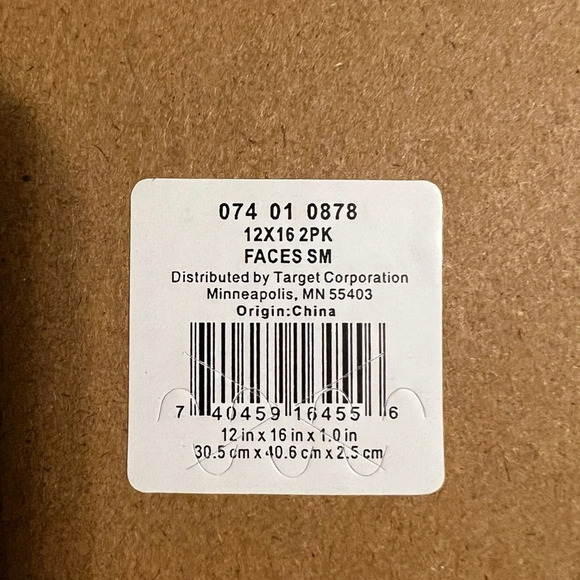 074 01 0878
12X16 2PK
FACES SM
Distributed by Target Corporation
Minneapolis, MN 55403
Origin:China
7 40459 16455 6
12 in x 16 in x 1.0 in
30.5 cm x 40.6 cm x 2.5 cm